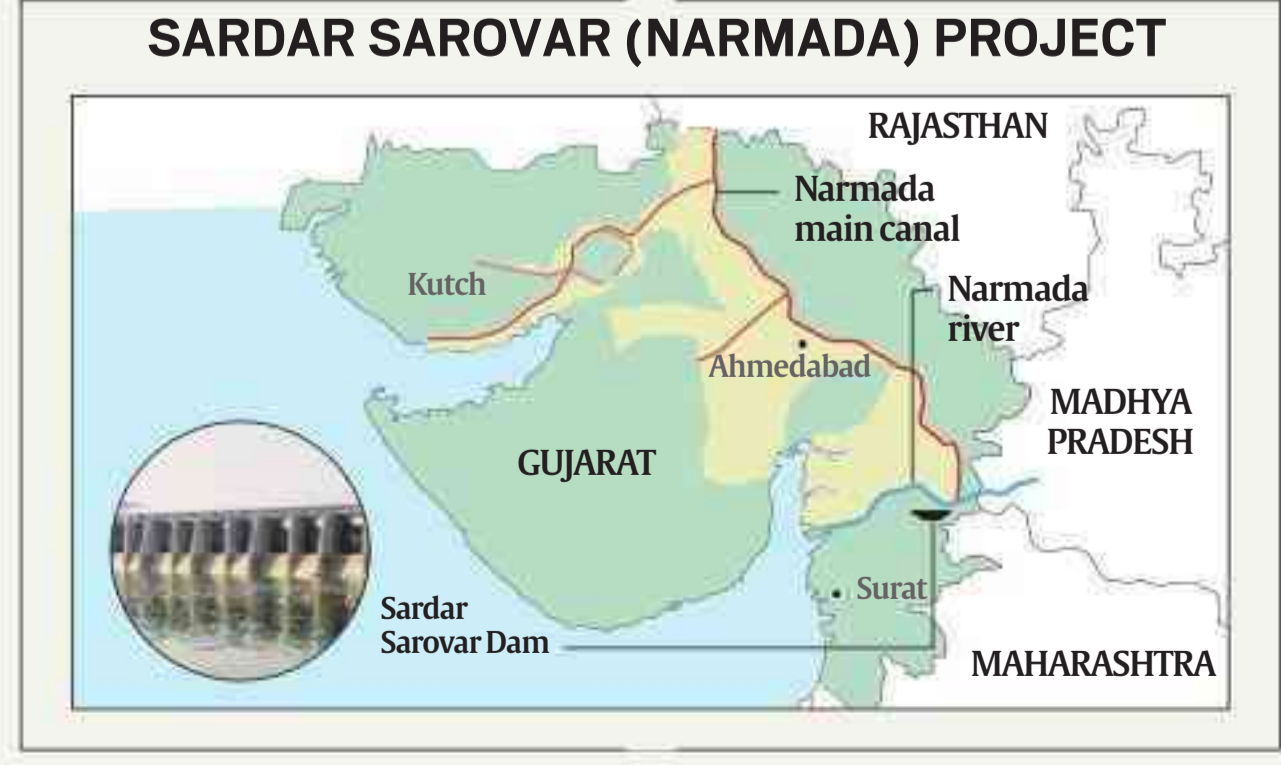 SARDAR SAROVAR (NARMADA) PROJECT
RAJASTHAN
Narmada
main canal
Kutch
Narmada
river
Ahmedabad
MADHYA
PRADESH
GUJARAT
Surat
Sardar
Sarovar Dam
MAHARASHTRA